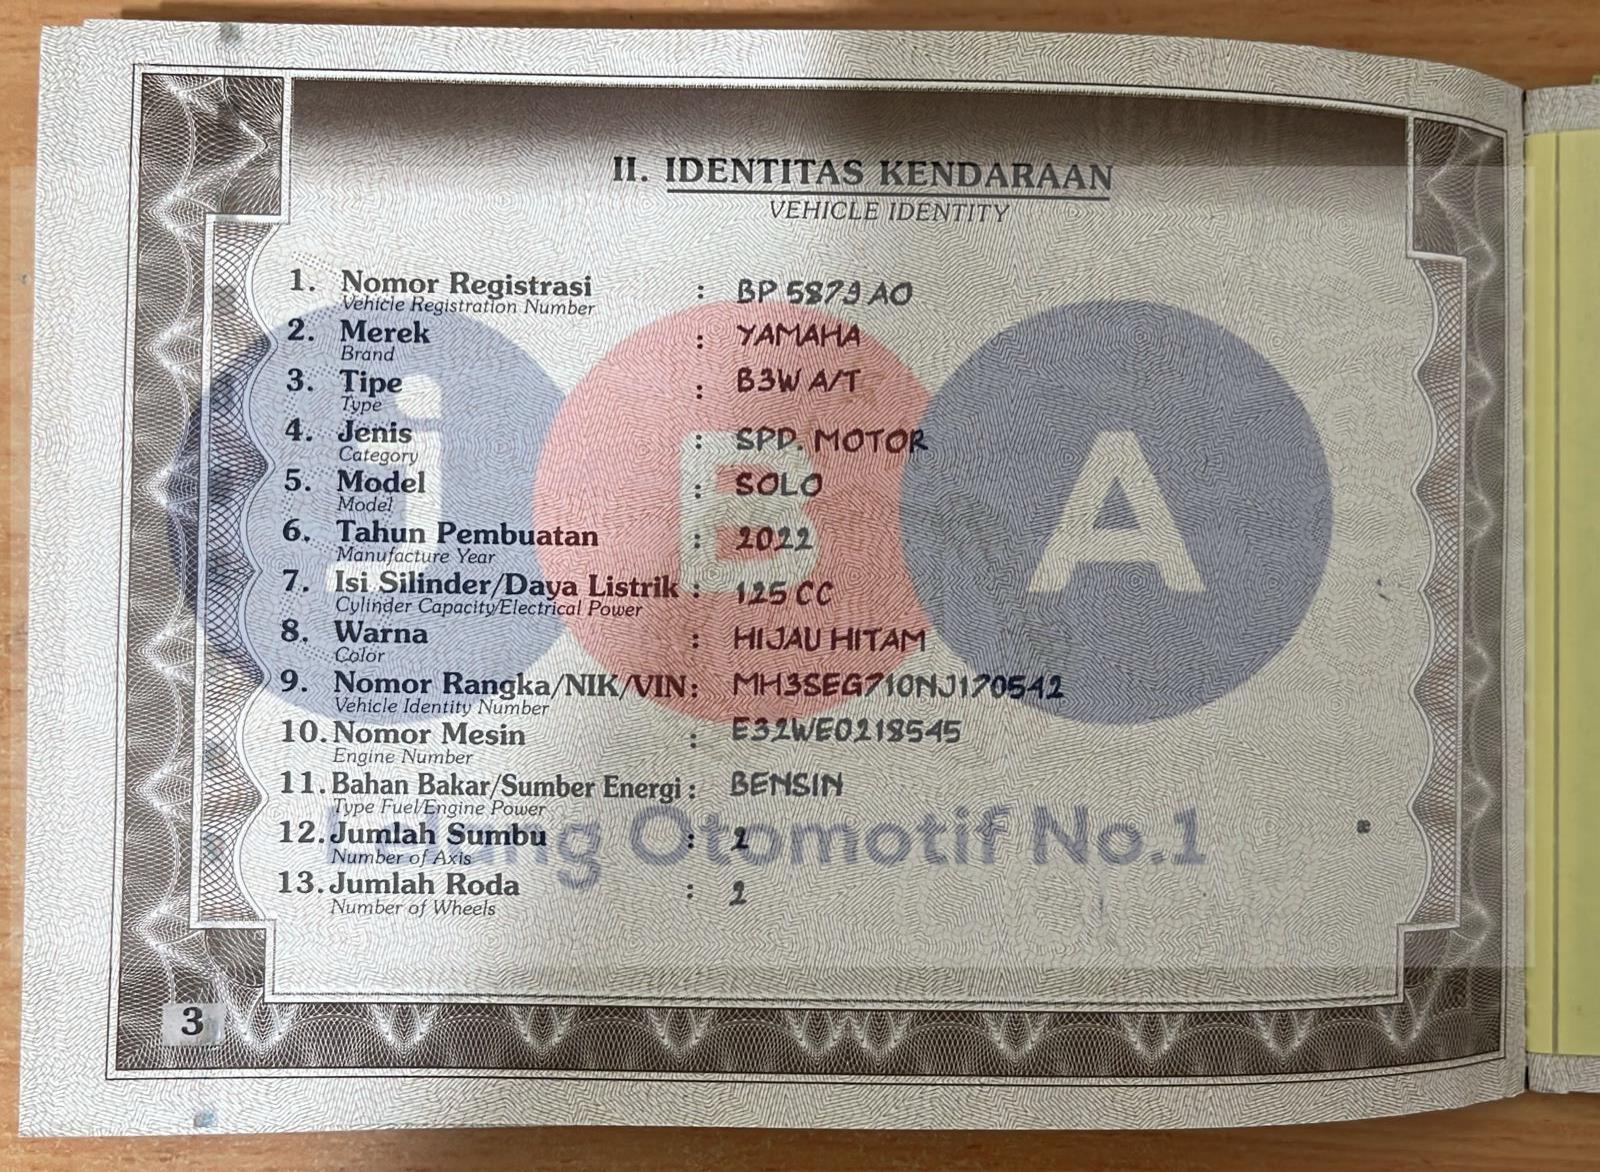 II. IDENTITAS KENDARAAN
VEHICLE IDENTITY
1. Nomor Registrasi : BP 5879 AO
Vehicle Registration Number
2. Merek : YAMAHA
Brand
3. Tipe : B3W A/T
Type
4. Jenis : SPD. MOTOR
Category
5. Model : SOLO
Model
6. Tahun Pembuatan : 2022
Manufacture Year
7. Isi Silinder/Daya Listrik : 125 CC
Cylinder Capacity/Electrical Power
8. Warna : HIJAU HITAM
Color
9. Nomor Rangka/NIK/VIN : MH3SEG710NJ170542
Vehicle Identity Number
10. Nomor Mesin : E32WE0218545
Engine Number
11. Bahan Bakar/Sumber Energi : BENSIN
Type Fuel/Engine Power
12. Jumlah Sumbu : 2
Number of Axis
13. Jumlah Roda : 2
Number of Wheels
3
B A
Otomotif No.1